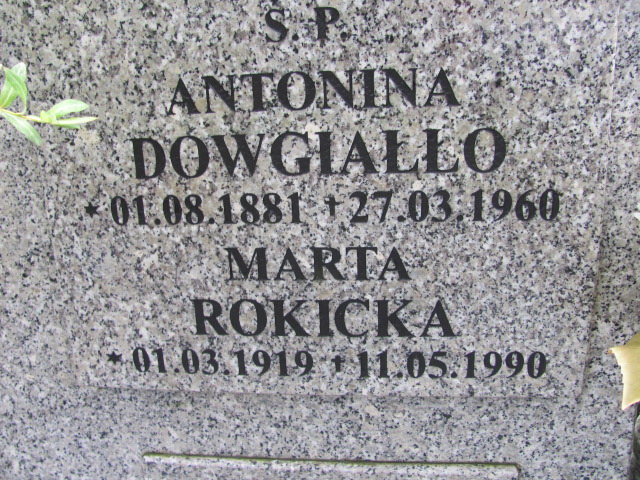 S. P.
ANTONINA
DOWGIAŁŁO
*01.08.1881 †27.03.1960
MARTA
ROKICKA
*01.03.1919 †11.05.1990